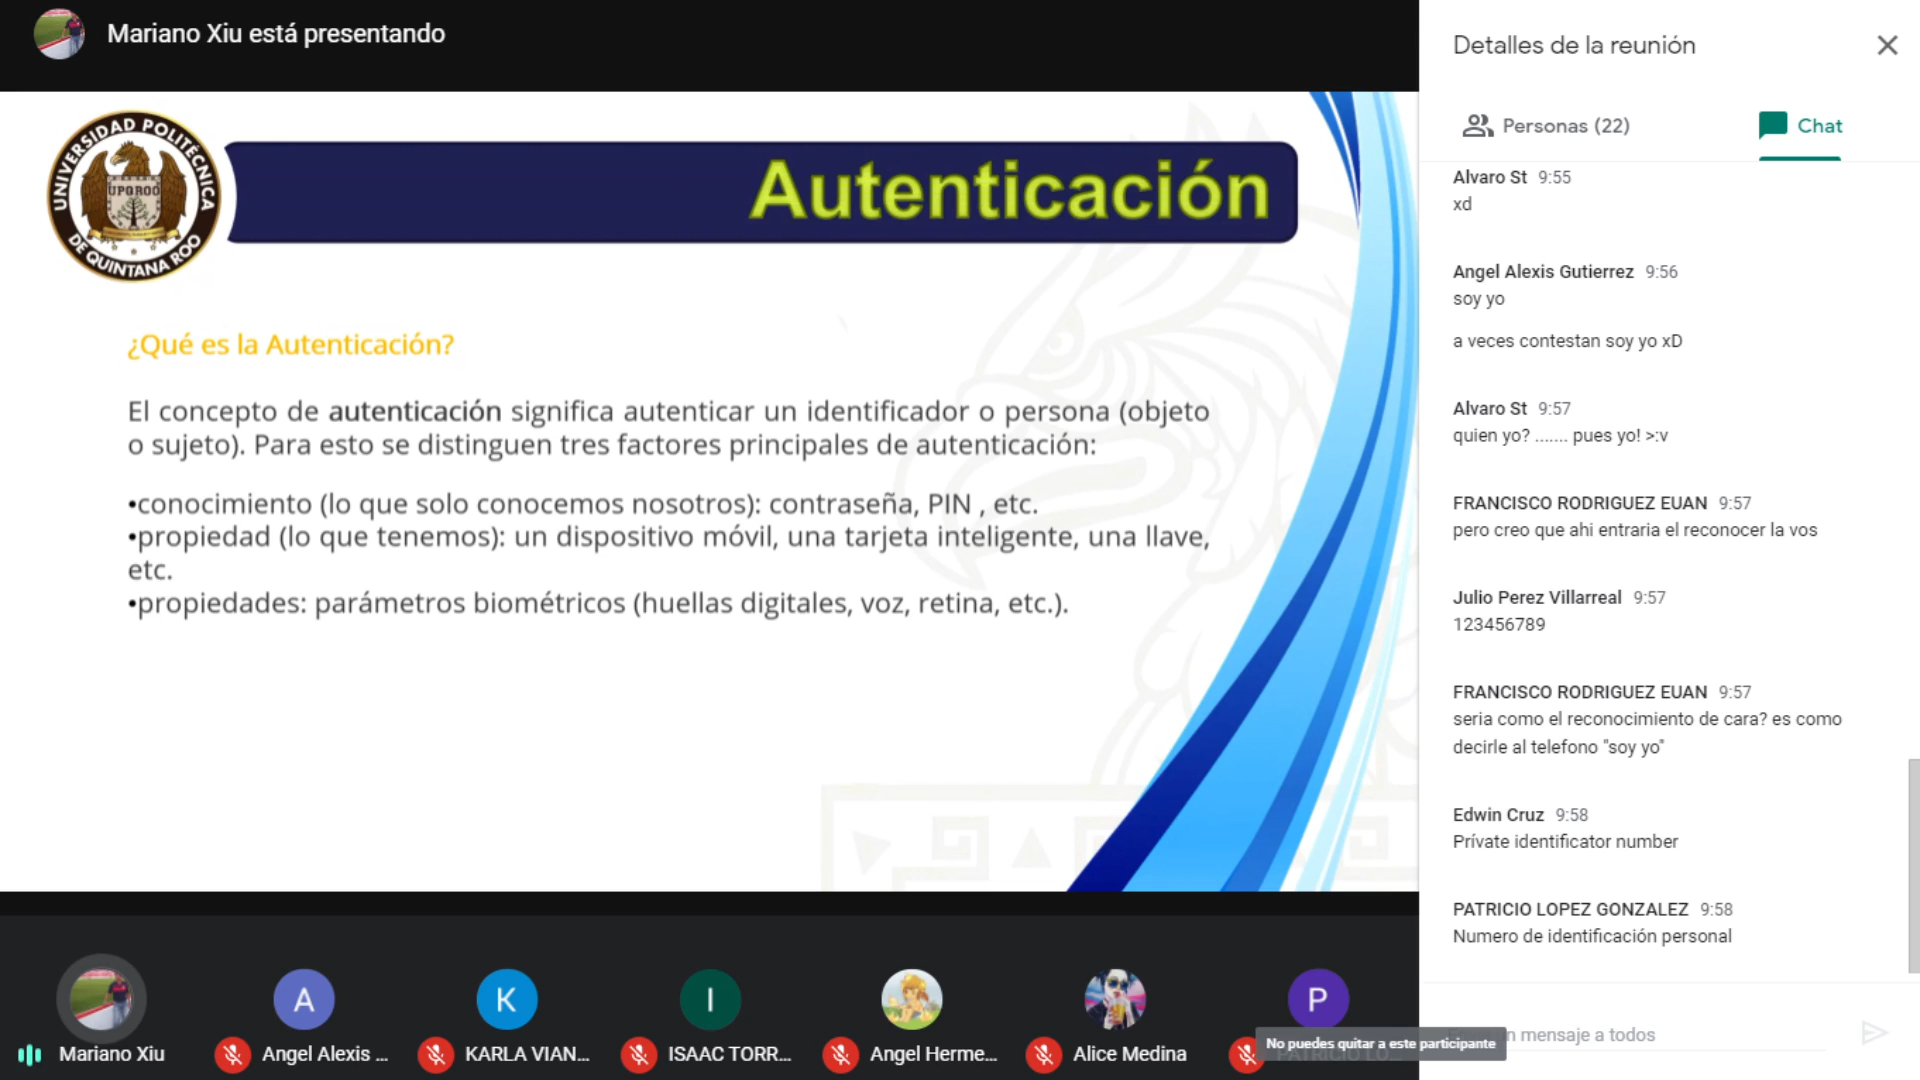 Mariano Xiu está presentando
UNIVERSIDAD POLITÉCNICA
UPQROO
DE QUINTANA ROO
Autenticación
¿Qué es la Autenticación?
El concepto de autenticación significa autenticar un identificador o persona (objeto
o sujeto). Para esto se distinguen tres factores principales de autenticación:
•conocimiento (lo que solo conocemos nosotros): contraseña, PIN , etc.
•propiedad (lo que tenemos): un dispositivo móvil, una tarjeta inteligente, una llave,
etc.
•propiedades: parámetros biométricos (huellas digitales, voz, retina, etc.).
Mariano Xiu
A
Angel Alexis ...
K
KARLA VIAN...
I
ISAAC TORR...
Angel Herme...
Alice Medina
P
PATRICIO LO...
No puedes quitar a este participante
Detalles de la reunión
Personas (22)
Chat
Alvaro St 9:55
xd
Angel Alexis Gutierrez 9:56
soy yo
a veces contestan soy yo xD
Alvaro St 9:57
quien yo? ....... pues yo! >:v
FRANCISCO RODRIGUEZ EUAN 9:57
pero creo que ahi entraria el reconocer la vos
Julio Perez Villarreal 9:57
123456789
FRANCISCO RODRIGUEZ EUAN 9:57
seria como el reconocimiento de cara? es como
decirle al telefono "soy yo"
Edwin Cruz 9:58
Prívate identificator number
PATRICIO LOPEZ GONZALEZ 9:58
Numero de identificación personal
n mensaje a todos